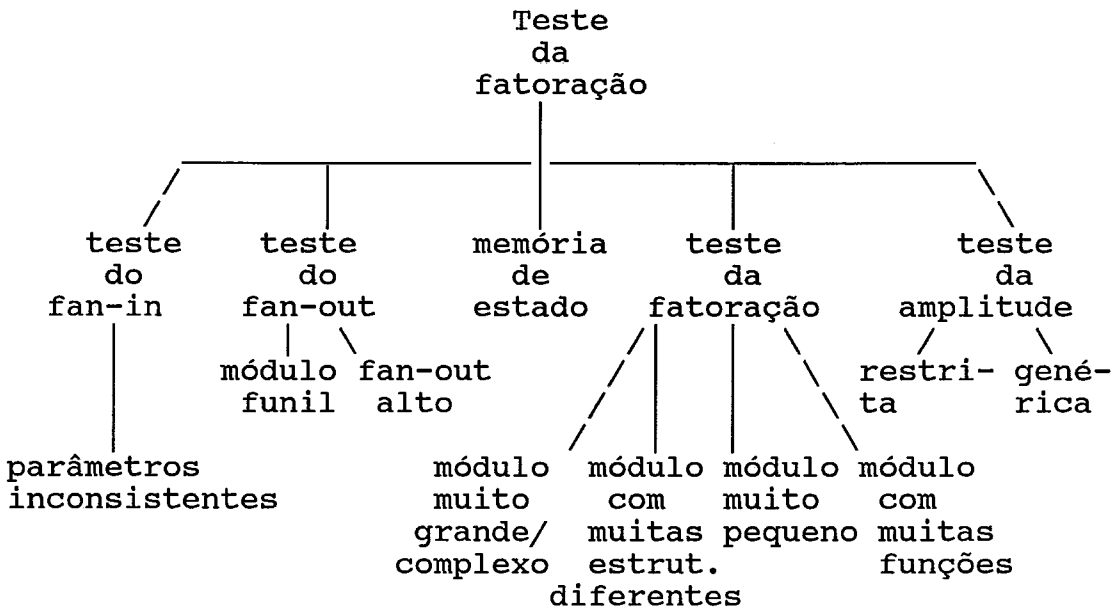 Teste
da
fatoração
teste teste memória teste teste
do do de da da
fan-in fan-out estado fatoração amplitude
módulo fan-out restri- gené-
funil alto ta rica
parâmetros módulo módulo módulo módulo
inconsistentes muito com muito com
grande/ muitas pequeno muitas
complexo estrut. funções
diferentes